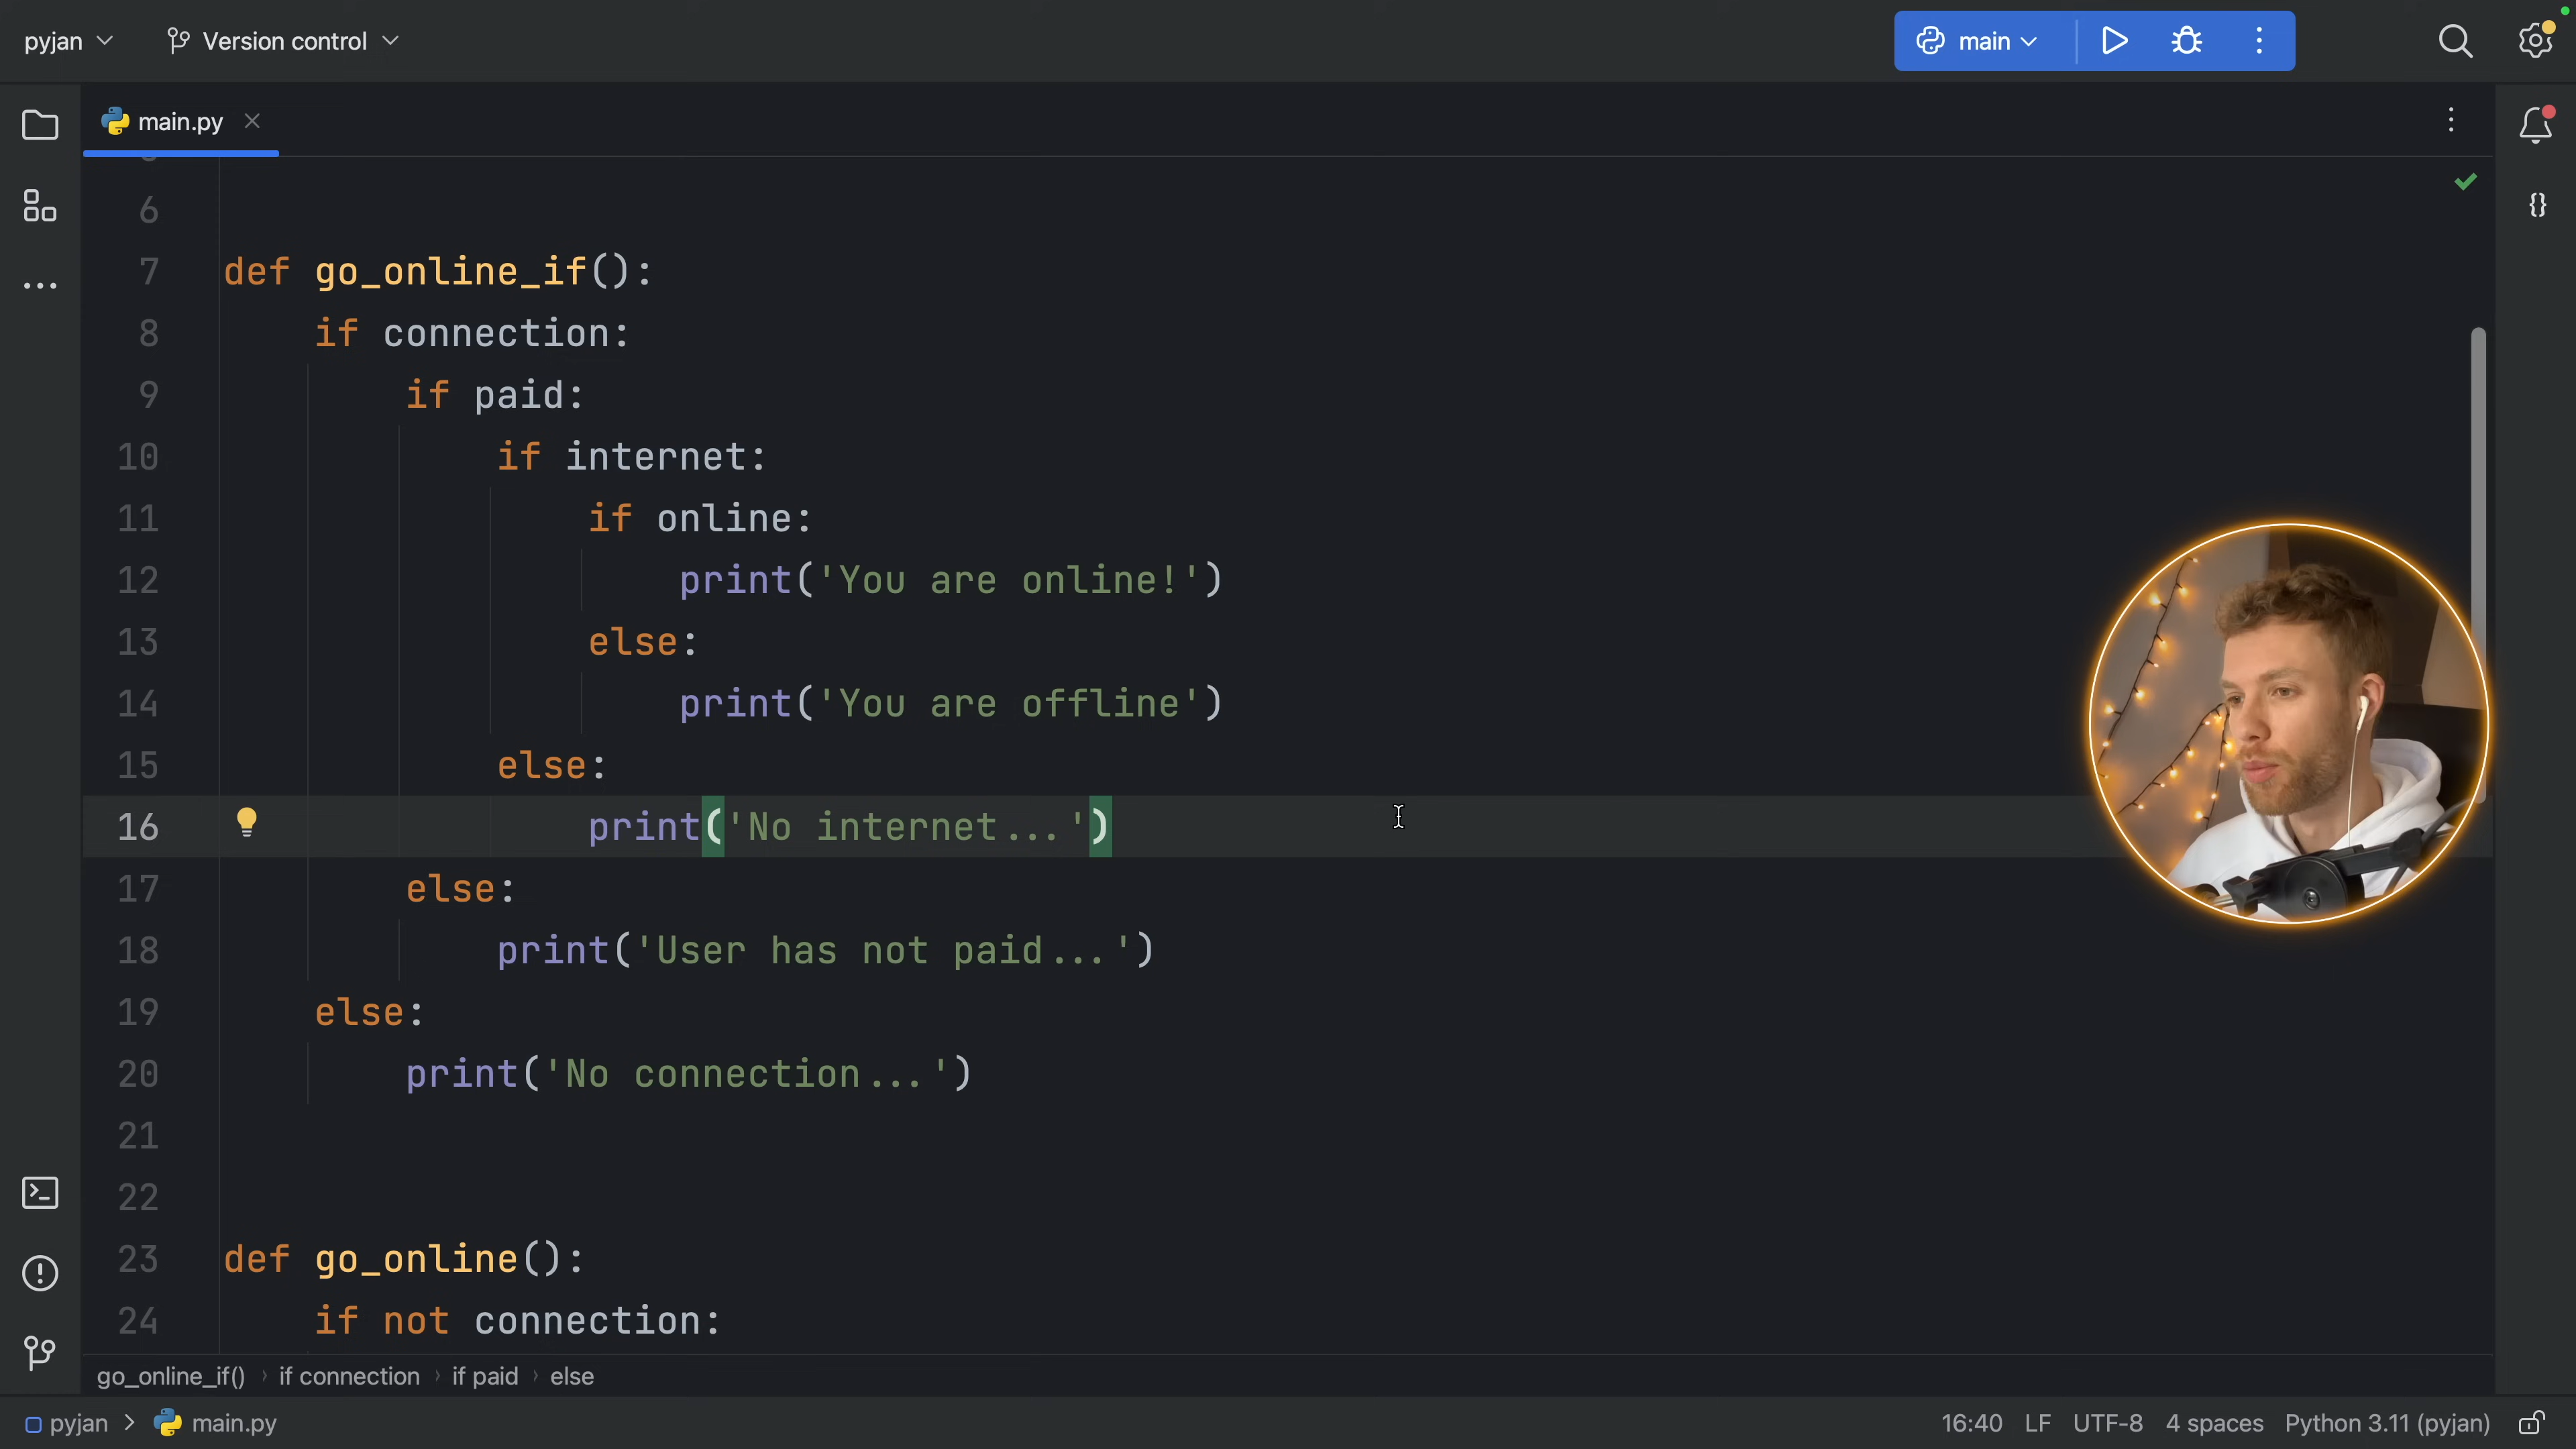 pyjan
Version control
main
main.py
6
7 def go_online_if():
8 if connection:
9 if paid:
10 if internet:
11 if online:
12 print('You are online!')
13 else:
14 print('You are offline')
15 else:
16 print('No internet...')
17 else:
18 print('User has not paid...')
19 else:
20 print('No connection...')
21
22
23 def go_online():
24 if not connection:
go_online_if() › if connection › if paid › else
pyjan > main.py
16:40 LF UTF-8 4 spaces Python 3.11 (pyjan)